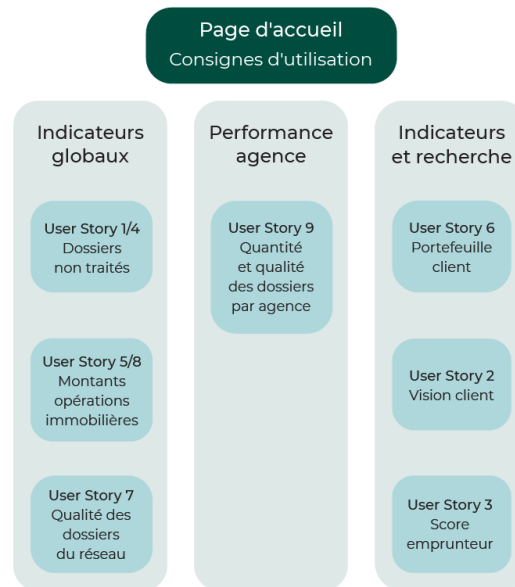 Page d'accueil
Consignes d'utilisation
Indicateurs
globaux
User Story 1/4
Dossiers
non traités
User Story 5/8
Montants
opérations
immobilières
User Story 7
Qualité des
dossiers
du réseau
Performance
agence
User Story 9
Quantité
et qualité
des dossiers
par agence
Indicateurs
et recherche
User Story 6
Portefeuille
client
User Story 2
Vision client
User Story 3
Score
emprunteur